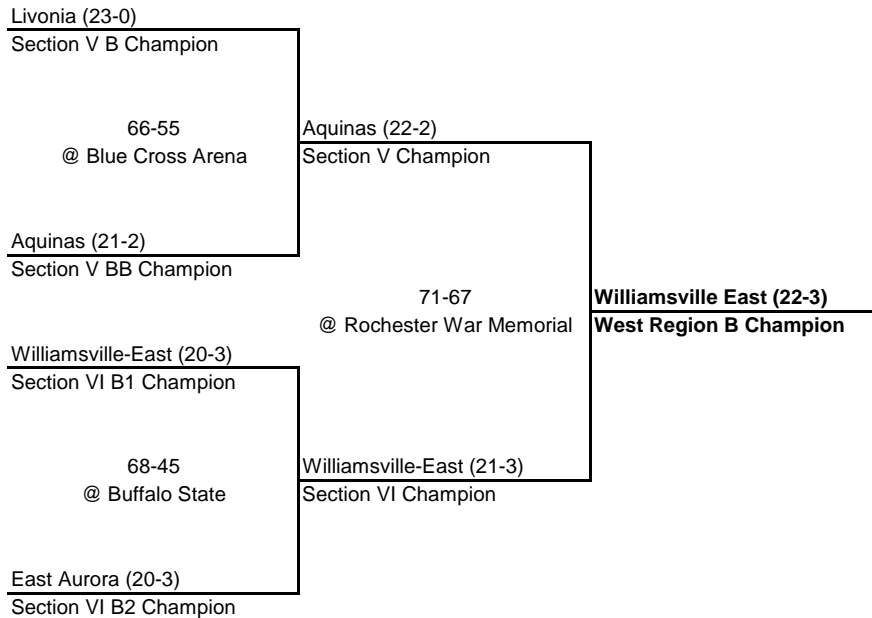 Livonia (23-0)
Section V B Champion
66-55
@ Blue Cross Arena
Aquinas (22-2)
Section V Champion
Aquinas (21-2)
Section V BB Champion
71-67
@ Rochester War Memorial
Williamsville East (22-3)
West Region B Champion
Williamsville-East (20-3)
Section VI B1 Champion
68-45
@ Buffalo State
Williamsville-East (21-3)
Section VI Champion
East Aurora (20-3)
Section VI B2 Champion